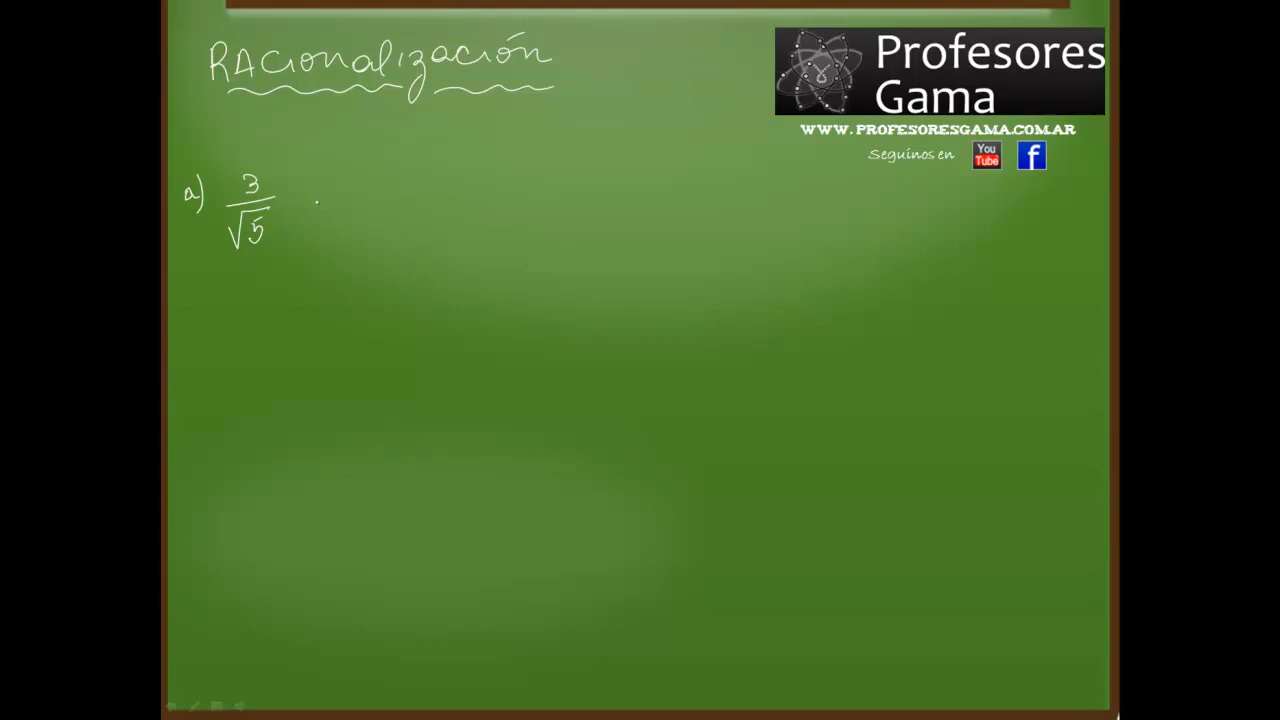 RACionalización
Profesores
Gama
WWW.PROFESORESGAMA.COM.AR
Seguinos en You Tube f
a) 3/√5